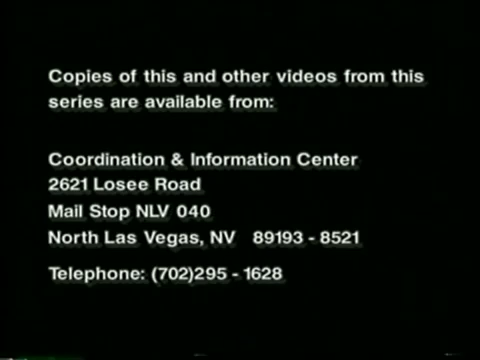 Copies of this and other videos from this
series are available from:
Coordination & Information Center
2621 Losee Road
Mail Stop NLV 040
North Las Vegas, NV 89193 - 8521
Telephone: (702)295 - 1628